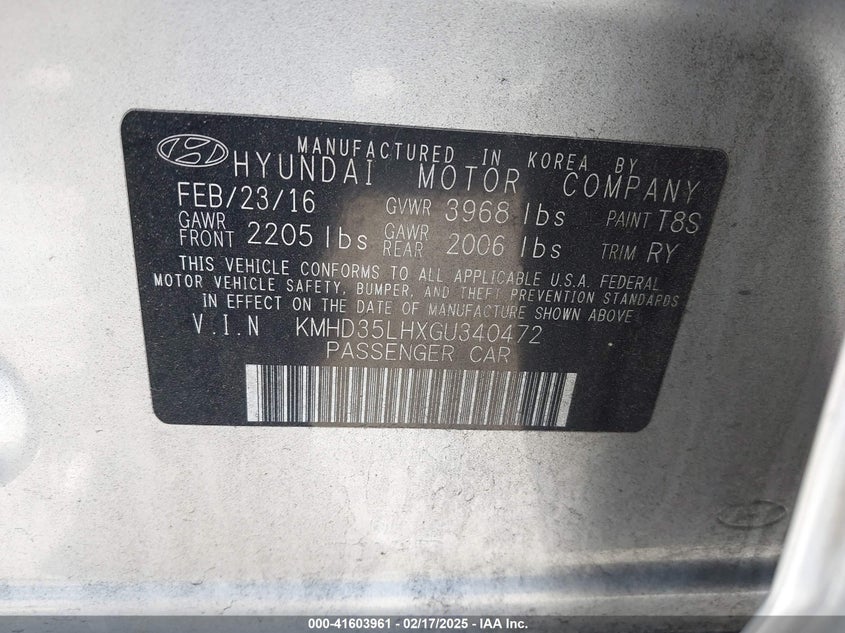 MANUFACTURED IN KOREA BY
HYUNDAI MOTOR COMPANY
FEB/23/16 GVWR 3968 lbs PAINT T8S
GAWR FRONT 2205 lbs GAWR REAR 2006 lbs TRIM RY
THIS VEHICLE CONFORMS TO ALL APPLICABLE U.S.A. FEDERAL
MOTOR VEHICLE SAFETY, BUMPER, AND THEFT PREVENTION STANDARDS
IN EFFECT ON THE DATE OF MANUFACTURE SHOWN ABOVE
V.I.N KMHD35LHXGU340472
PASSENGER CAR
000-41603961 - 02/17/2025 - IAA Inc.